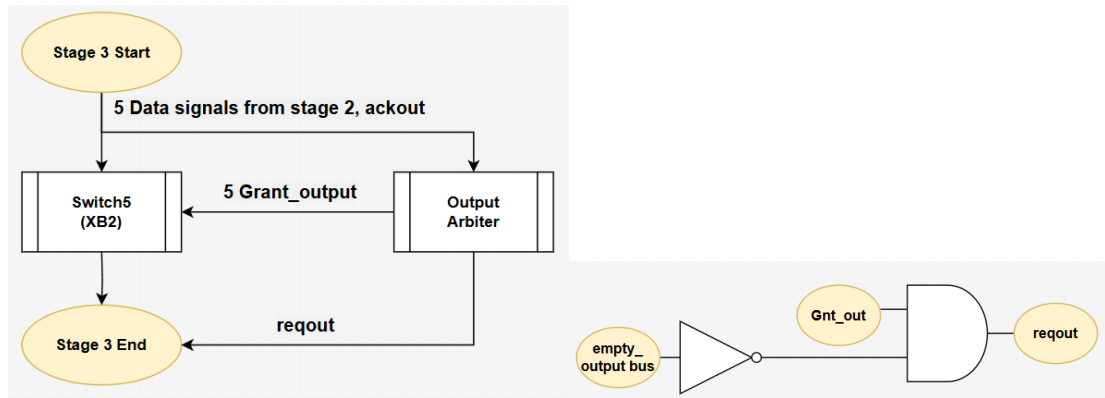 Stage 3 Start
5 Data signals from stage 2, ackout
Switch5
(XB2)
5 Grant_output
Output
Arbiter
reqout
Stage 3 End
Gnt_out
empty_
output bus
reqout